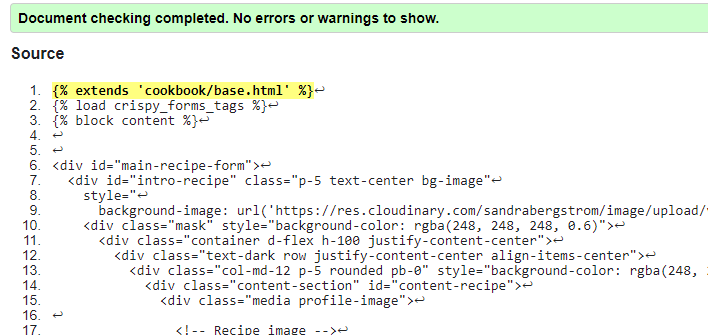 Document checking completed. No errors or warnings to show.
Source
1. {% extends 'cookbook/base.html' %}↩
2. {% load crispy_forms_tags %}↩
3. {% block content %}↩
4. ↩
5. ↩
6. <div id="main-recipe-form">↩
7. <div id="intro-recipe" class="p-5 text-center bg-image"↩
8. style="↩
9. background-image: url('https://res.cloudinary.com/sandrabergstrom/image/upload/
10. <div class="mask" style="background-color: rgba(248, 248, 248, 0.6)">↩
11. <div class="container d-flex h-100 justify-content-center">↩
12. <div class="text-dark row justify-content-center align-items-center">↩
13. <div class="col-md-12 p-5 rounded pb-0" style="background-color: rgba(248,
14. <div class="content-section" id="content-recipe">↩
15. <div class="media profile-image">↩
16. ↩
17. <!-- Recipe image -->↩